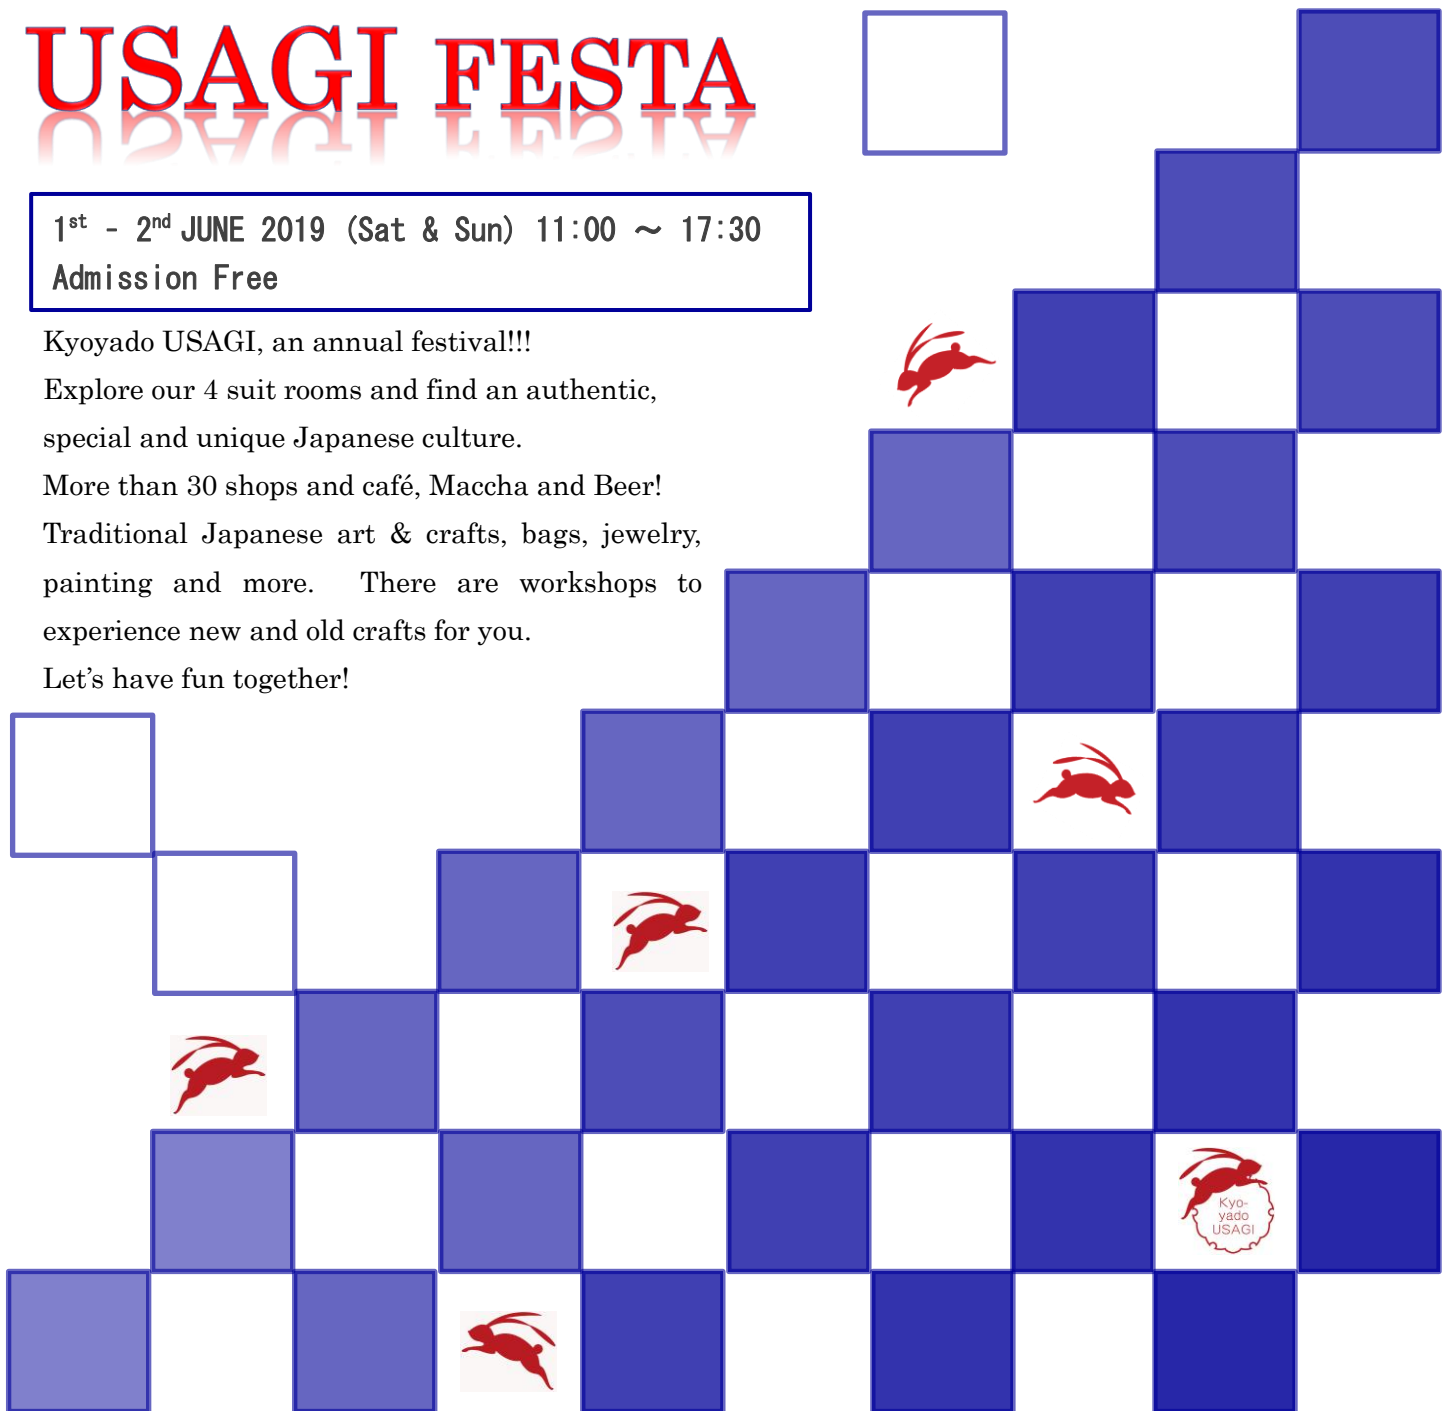 USAGI FESTA
1st - 2nd JUNE 2019 (Sat & Sun) 11:00 ～ 17:30
Admission Free
Kyoyado USAGI, an annual festival!!!
Explore our 4 suit rooms and find an authentic,
special and unique Japanese culture.
More than 30 shops and café, Maccha and Beer!
Traditional Japanese art & crafts, bags, jewelry,
painting and more. There are workshops to
experience new and old crafts for you.
Let’s have fun together!
Kyo-
yado
USAGI